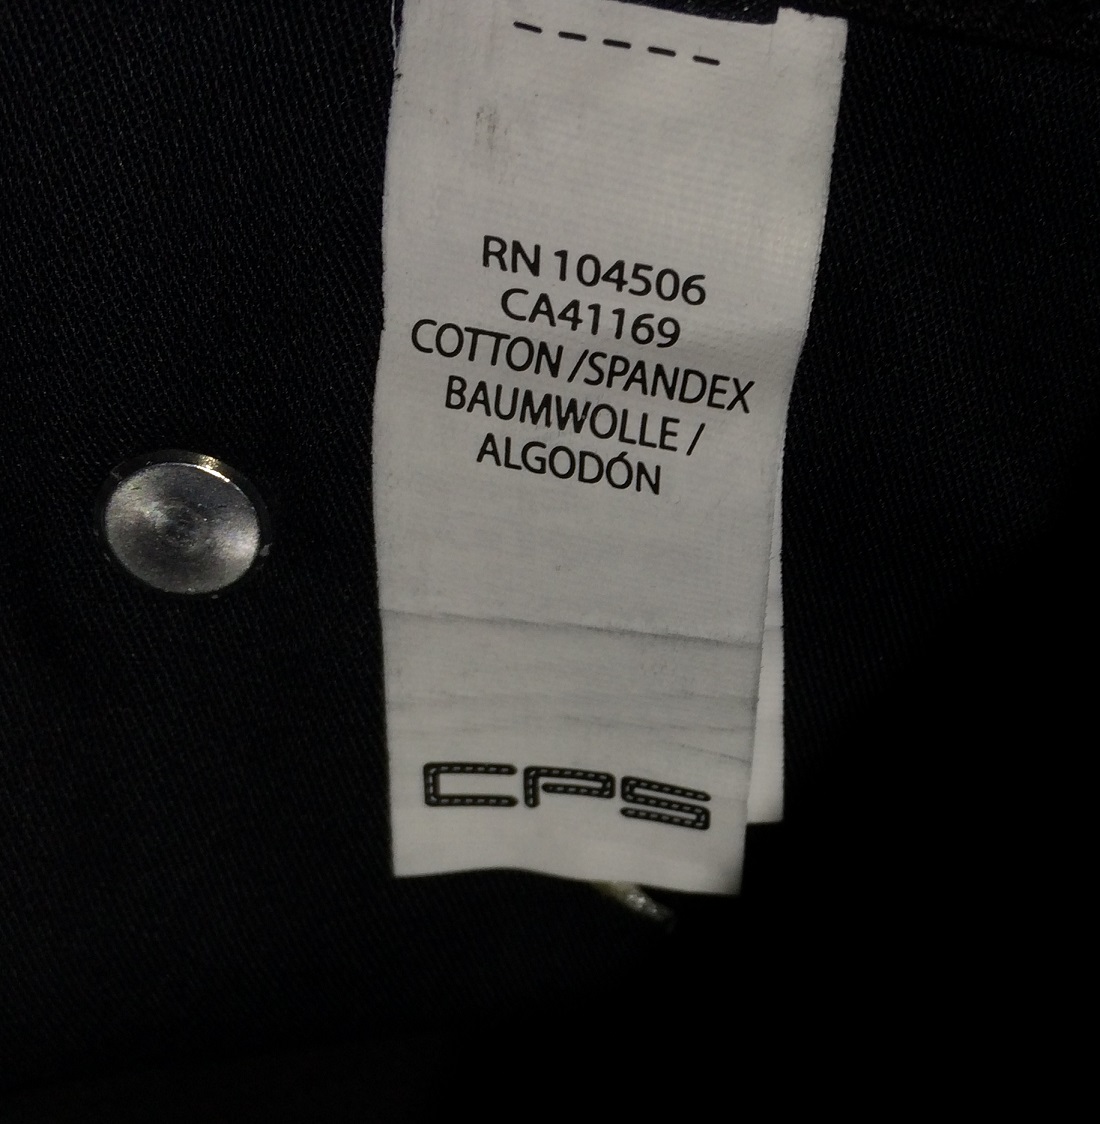 RN 104506
CA41169
COTTON /SPANDEX
BAUMWOLLE /
ALGODÓN
CPS